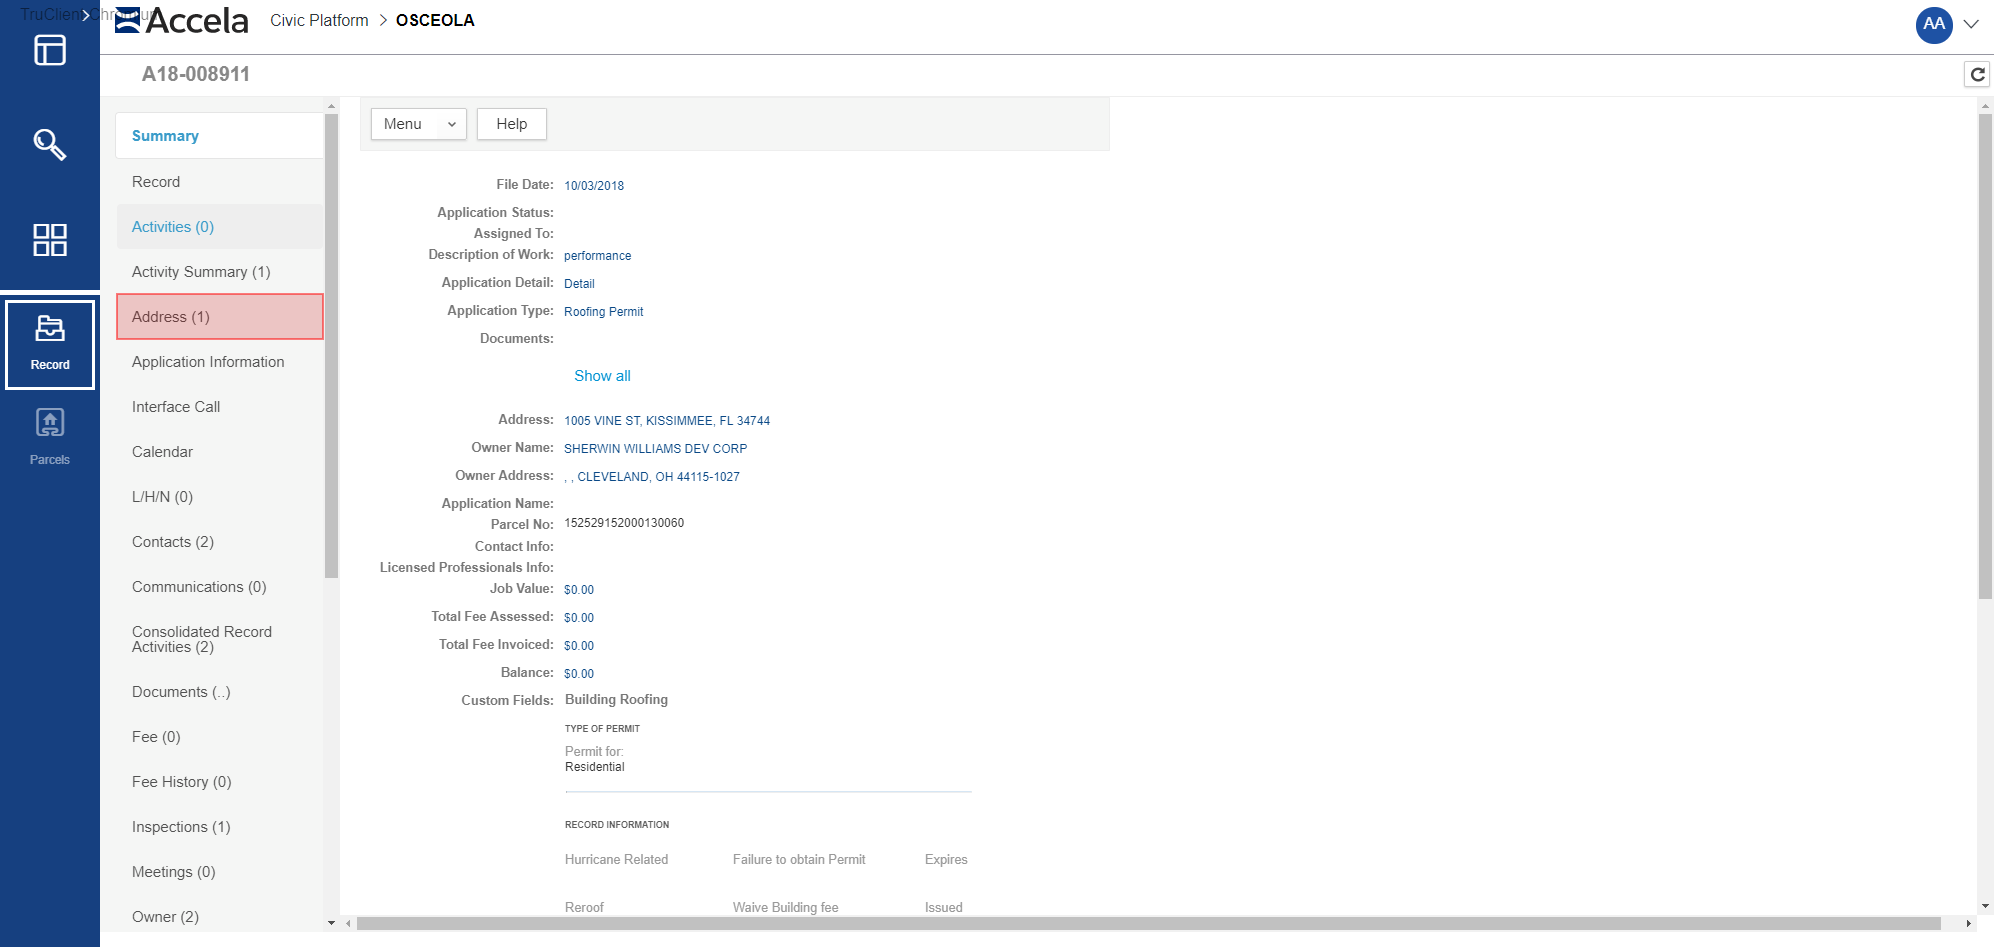 TruClient Chromium
Accela
Civic Platform > OSCEOLA
AA
A18-008911
Summary
Record
Activities (0)
Activity Summary (1)
Address (1)
Application Information
Interface Call
Calendar
L/H/N (0)
Contacts (2)
Communications (0)
Consolidated Record
Activities (2)
Documents (..)
Fee (0)
Fee History (0)
Inspections (1)
Meetings (0)
Owner (2)
Record
Parcels
Menu
Help
File Date: 10/03/2018
Application Status:
Assigned To:
Description of Work: performance
Application Detail: Detail
Application Type: Roofing Permit
Documents:
Show all
Address: 1005 VINE ST, KISSIMMEE, FL 34744
Owner Name: SHERWIN WILLIAMS DEV CORP
Owner Address: , , CLEVELAND, OH 44115-1027
Application Name:
Parcel No: 152529152000130060
Contact Info:
Licensed Professionals Info:
Job Value: $0.00
Total Fee Assessed: $0.00
Total Fee Invoiced: $0.00
Balance: $0.00
Custom Fields: Building Roofing
TYPE OF PERMIT
Permit for:
Residential
RECORD INFORMATION
Hurricane Related Failure to obtain Permit Expires
Reroof Waive Building fee Issued